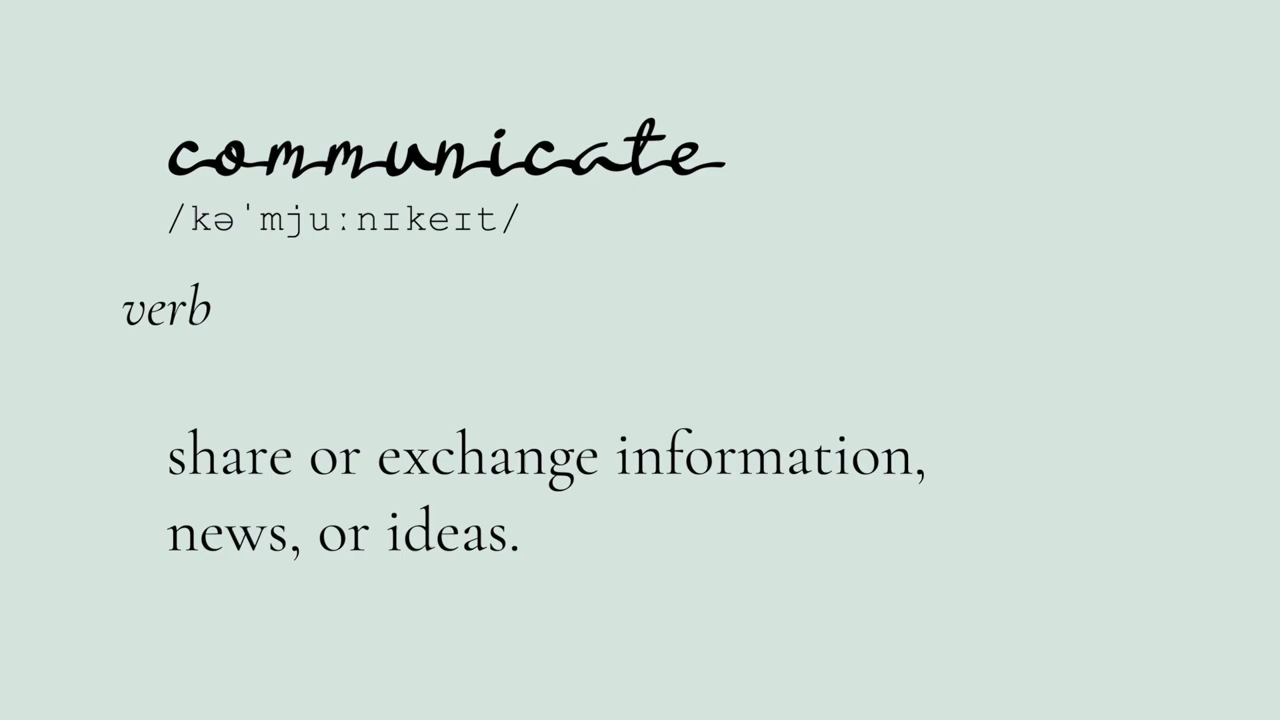 communicate
/kəˈmjuːnɪkeɪt/
verb
share or exchange information,
news, or ideas.